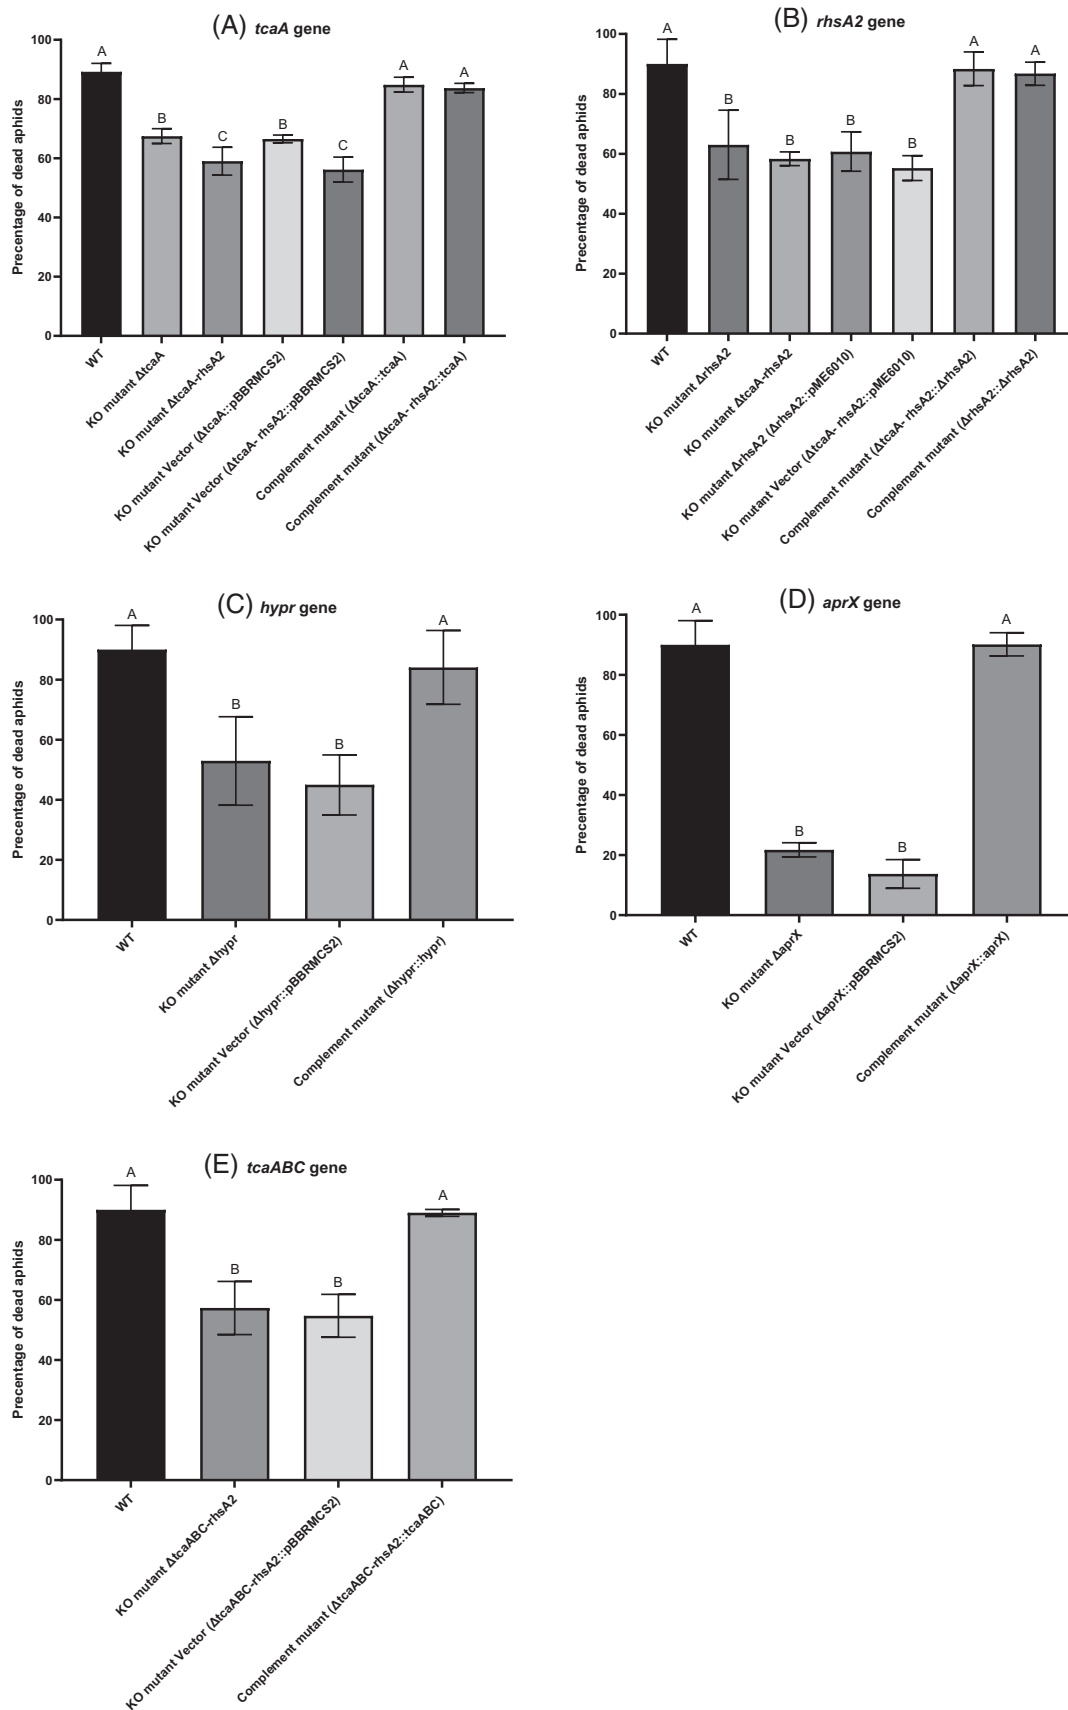 (A) tcaA gene
Precentage of dead aphids
100
80
60
40
20
0
A
B
C
B
C
A
A
WT
KO mutant ΔtcaA
KO mutant ΔtcaA-rhsA2
KO mutant Vector (ΔtcaA::pBBRMCS2)
KO mutant Vector (ΔtcaA- rhsA2::pBBRMCS2)
Complement mutant (ΔtcaA::tcaA)
Complement mutant (ΔtcaA- rhsA2::tcaA)
(B) rhsA2 gene
Precentage of dead aphids
100
80
60
40
20
0
A
B
B
B
B
A
A
WT
KO mutant ΔrhsA2
KO mutant ΔtcaA-rhsA2
KO mutant ΔrhsA2 (ΔrhsA2::pME6010)
KO mutant Vector (ΔtcaA- rhsA2::pME6010)
Complement mutant (ΔtcaA- rhsA2::ΔrhsA2)
Complement mutant (ΔrhsA2::ΔrhsA2)
(C) hypr gene
Precentage of dead aphids
100
80
60
40
20
0
A
B
B
A
WT
KO mutant Δhypr
KO mutant Vector (Δhypr::pBBRMCS2)
Complement mutant (Δhypr::hypr)
(D) aprX gene
Precentage of dead aphids
100
80
60
40
20
0
A
B
B
A
WT
KO mutant ΔaprX
KO mutant Vector (ΔaprX::pBBRMCS2)
Complement mutant (ΔaprX::aprX)
(E) tcaABC gene
Precentage of dead aphids
100
80
60
40
20
0
A
B
B
A
WT
KO mutant ΔtcaABC-rhsA2
KO mutant Vector (ΔtcaABC-rhsA2::pBBRMCS2)
Complement mutant (ΔtcaABC-rhsA2::tcaABC)